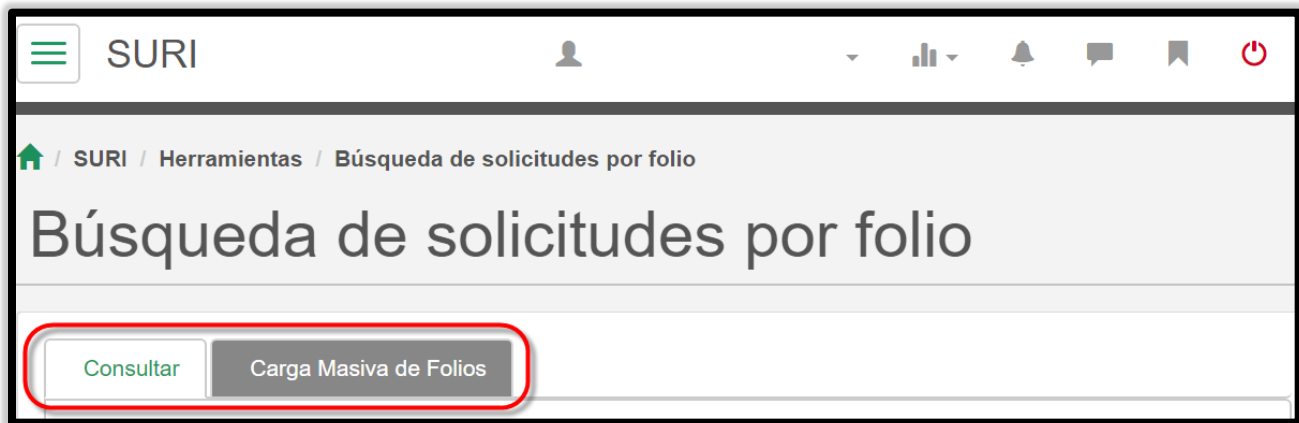 SURI
/ SURI / Herramientas / Búsqueda de solicitudes por folio
Búsqueda de solicitudes por folio
Consultar Carga Masiva de Folios